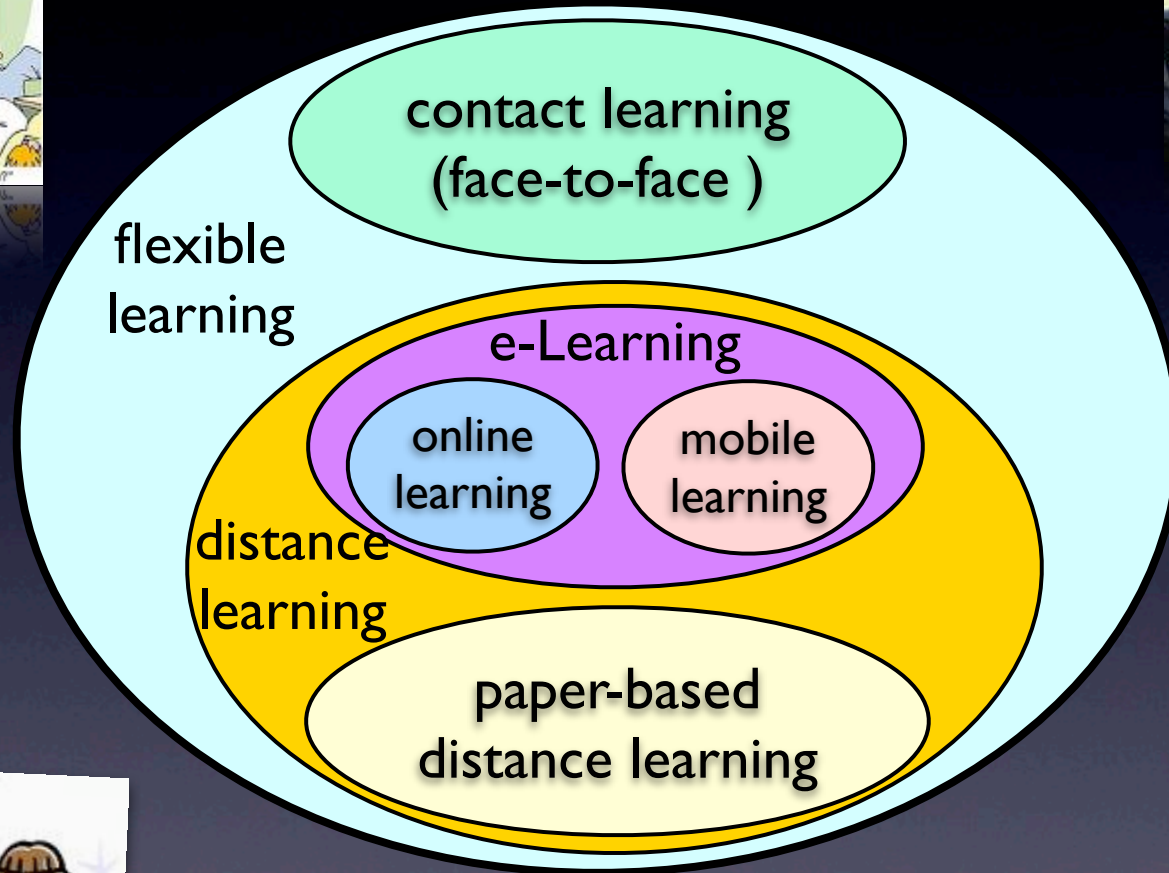 contact learning
(face-to-face )
flexible
learning
e-Learning
online
learning
mobile
learning
distance
learning
paper-based
distance learning